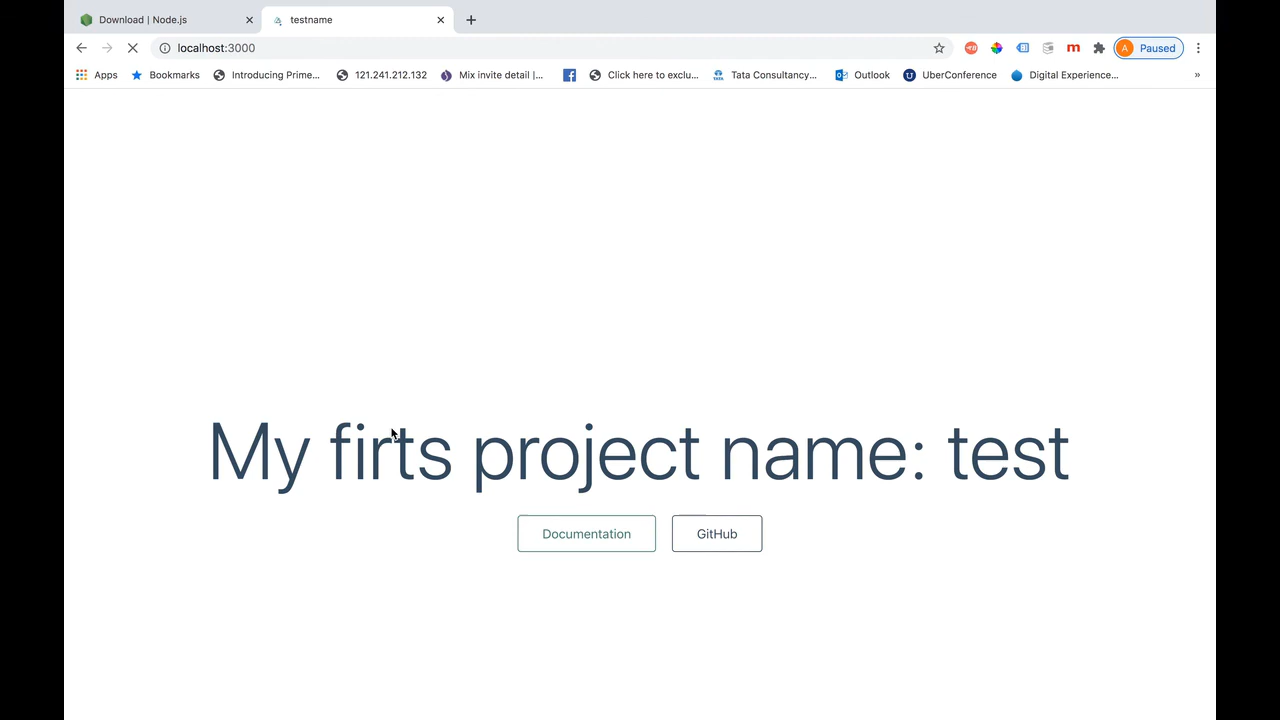 Download | Node.js
testname
localhost:3000
A Paused
Apps Bookmarks Introducing Prime... 121.241.212.132 Mix invite detail |... Click here to exclu... Tata Consultancy... Outlook UberConference Digital Experience... »
My firts project name: test
Documentation GitHub